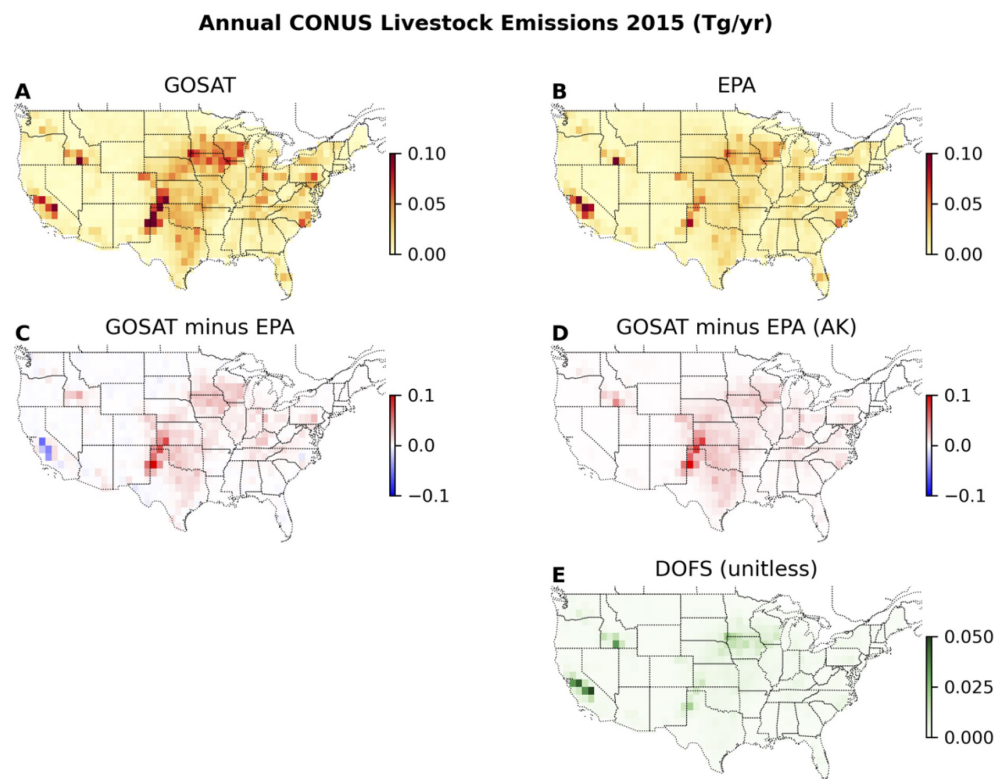 Annual CONUS Livestock Emissions 2015 (Tg/yr)
A
GOSAT
0.10
0.05
0.00
B
EPA
0.10
0.05
0.00
C
GOSAT minus EPA
0.1
0.0
−0.1
D
GOSAT minus EPA (AK)
0.1
0.0
−0.1
E
DOFS (unitless)
0.050
0.025
0.000